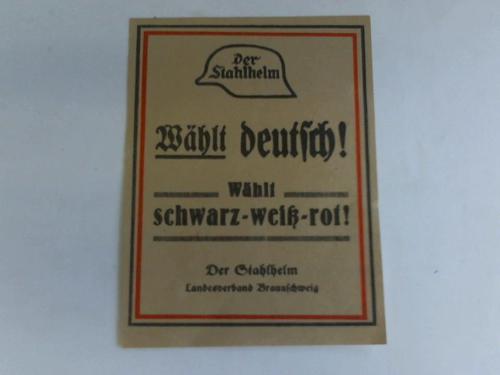 Der
Stahlhelm
Wählt deutsch!
Wählt
schwarz-weiß-rot!
Der Stahlhelm
Landesverband Braunschweig